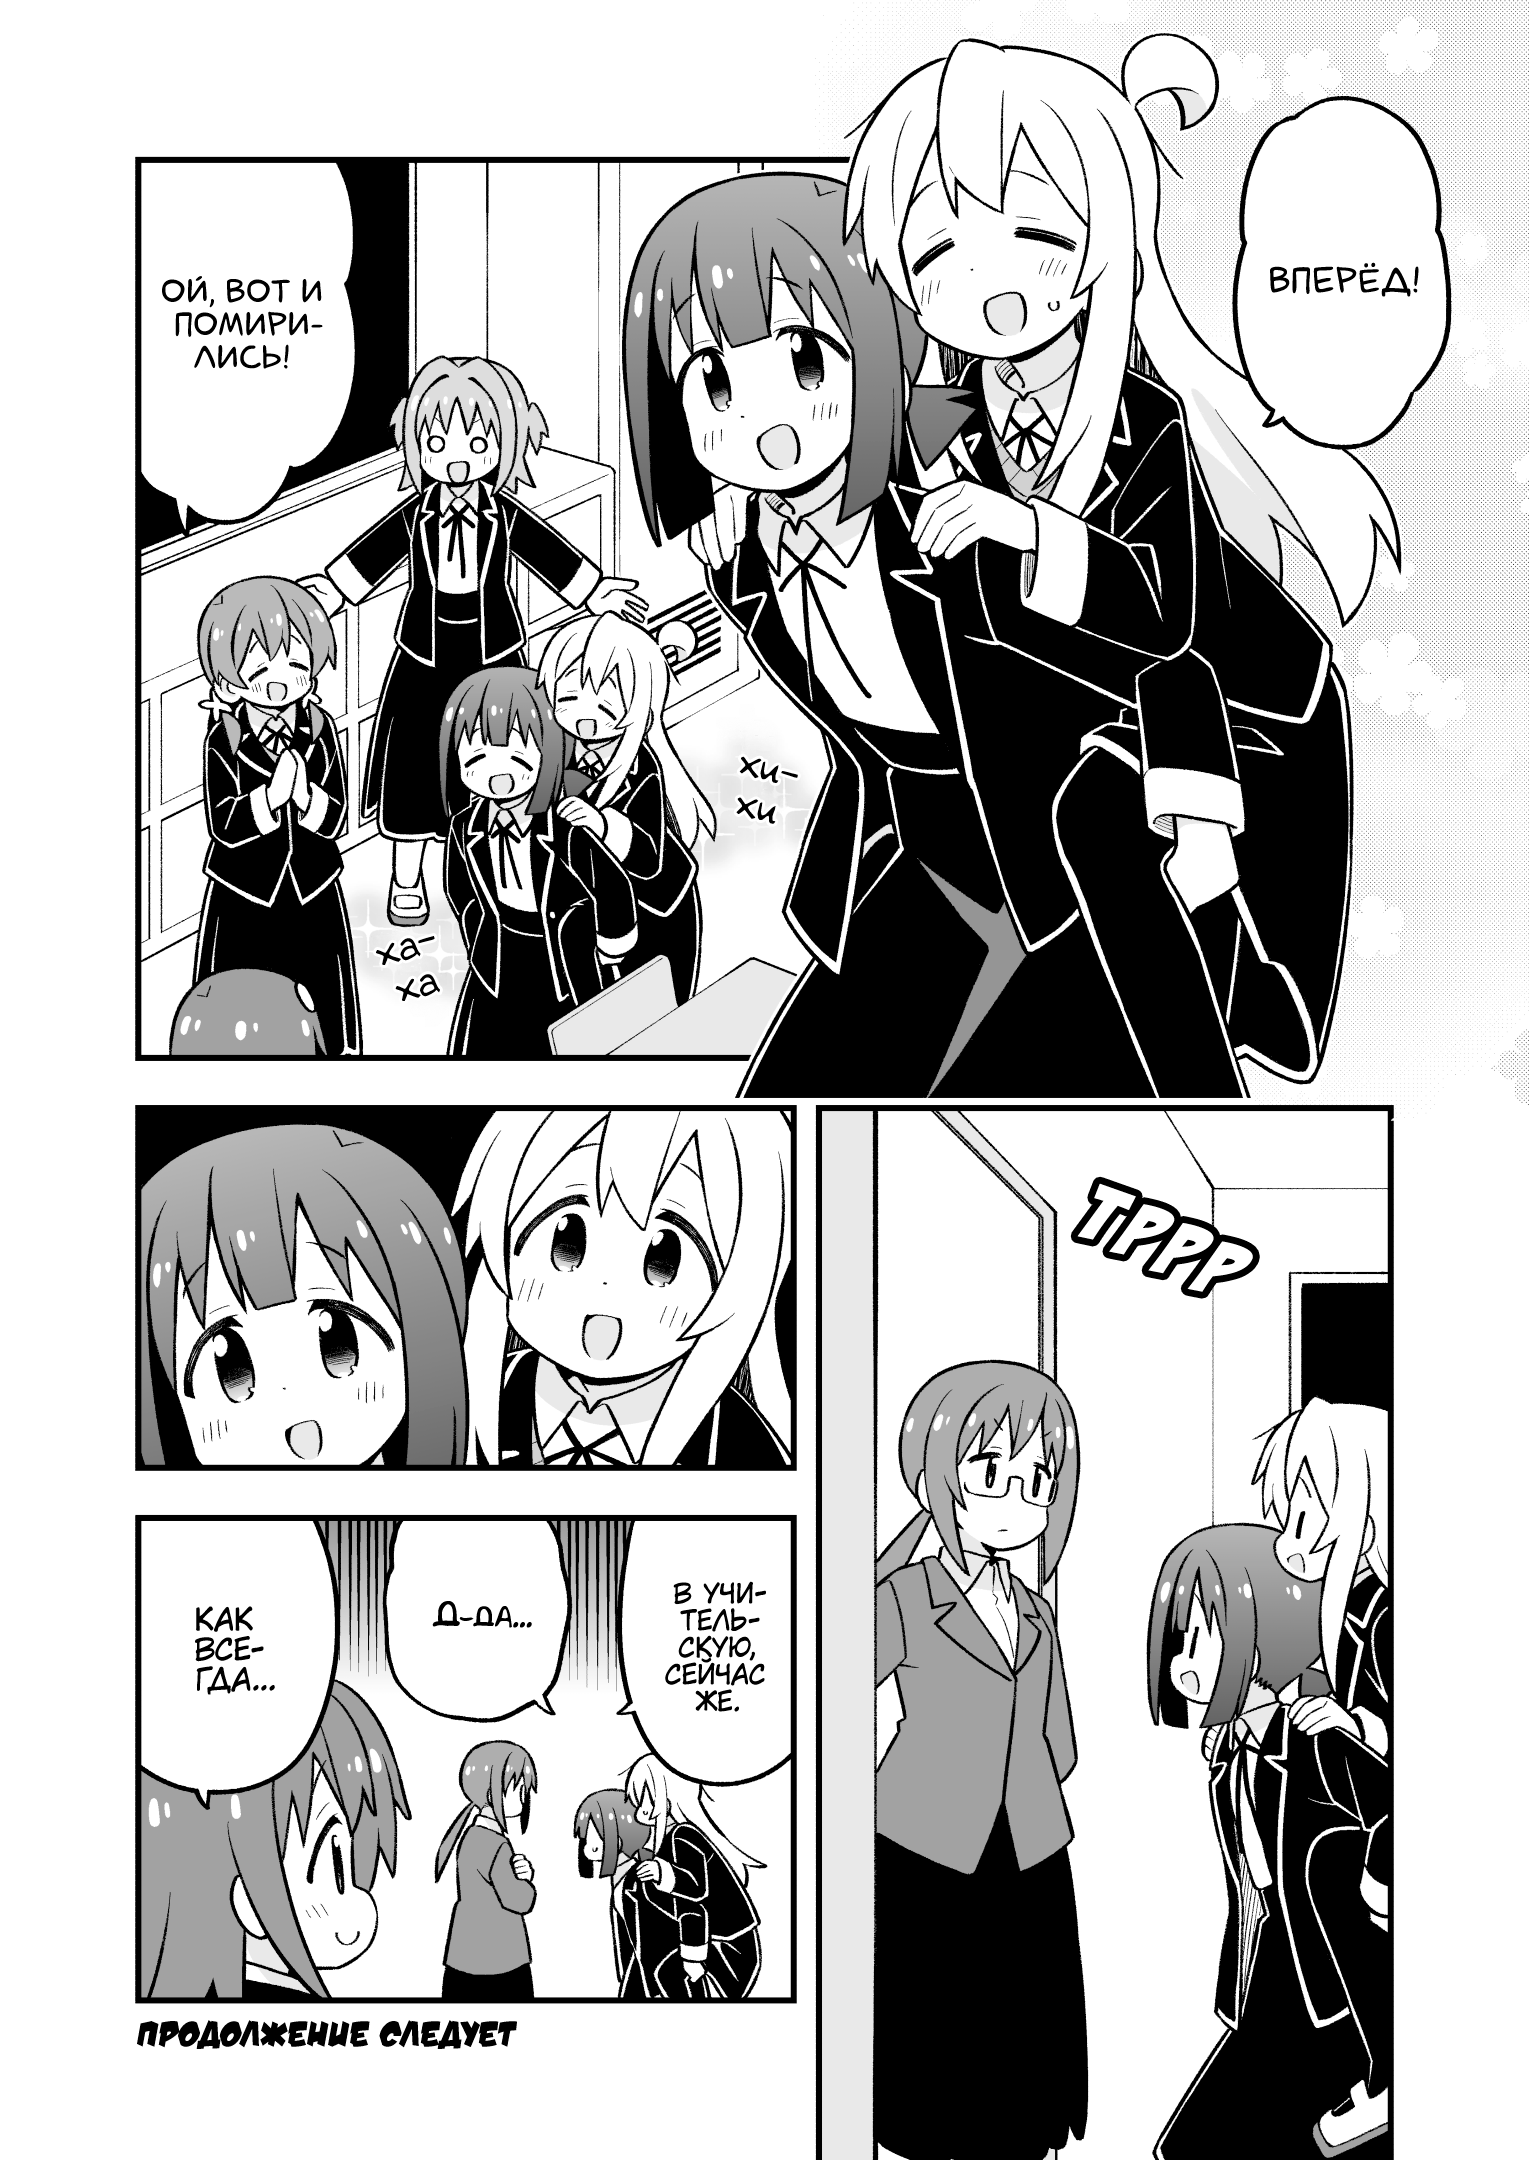 ВПЕРЁД!
ОЙ, ВОТ И
ПОМИРИ-
ЛИСЬ!
ХИ-
ХИ
ХА-
ХА
ТРРР
В УЧИ-
ТЕЛЬ-
СКУЮ,
СЕЙЧАС
ЖЕ.
Д-ДА...
КАК
ВСЕ-
ГДА...
ПРОДОЛЖЕНИЕ СЛЕДУЕТ